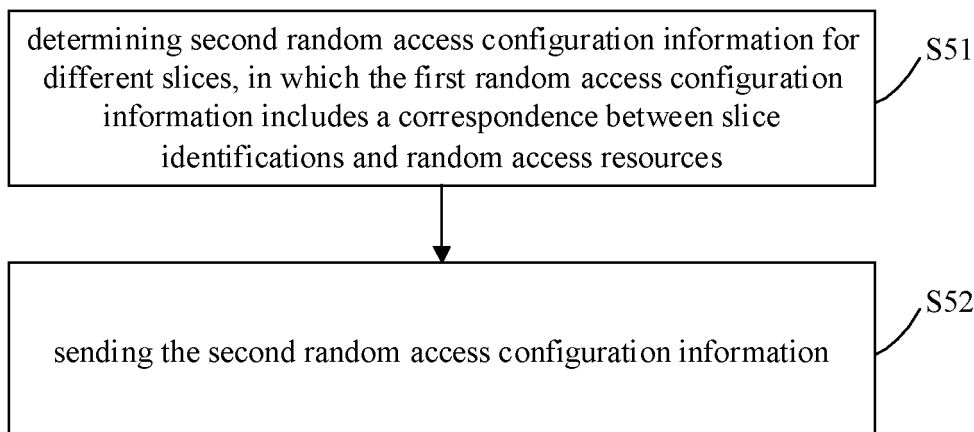 determining second random access configuration information for
different slices, in which the first random access configuration
information includes a correspondence between slice
identifications and random access resources
S51
sending the second random access configuration information
S52